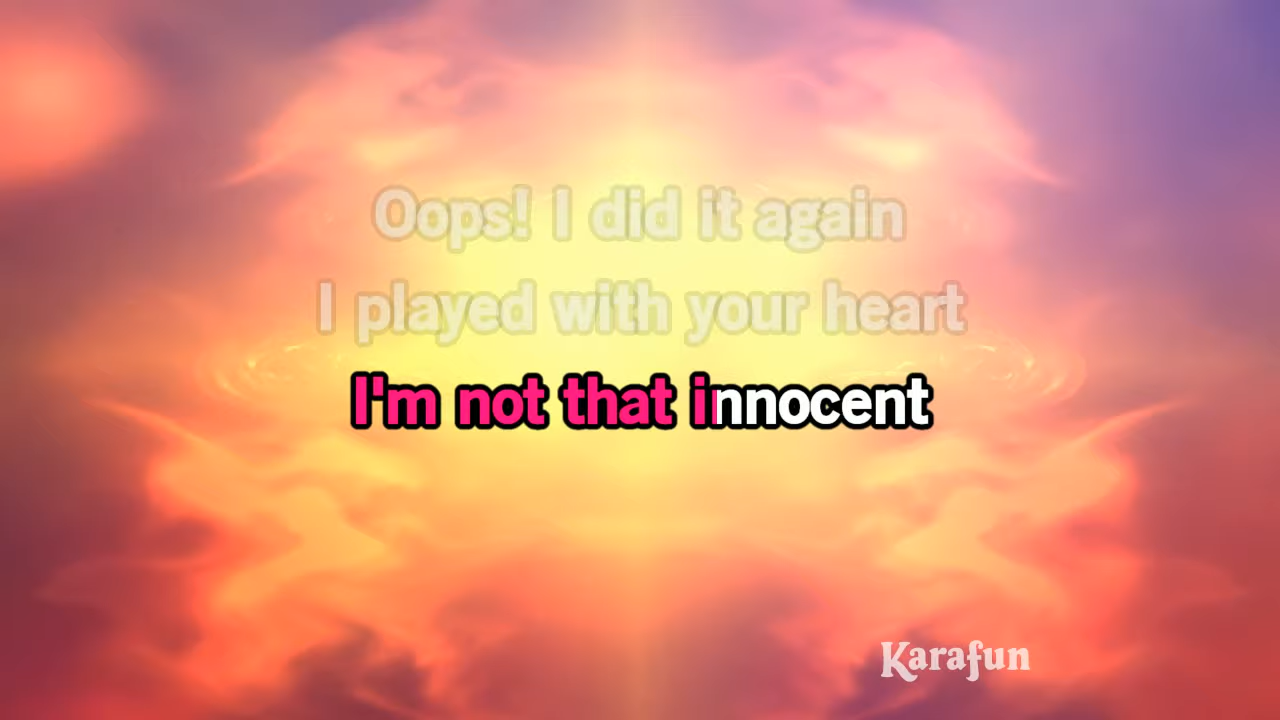 Oops! I did it again
I played with your heart
I'm not that innocent
Karafun